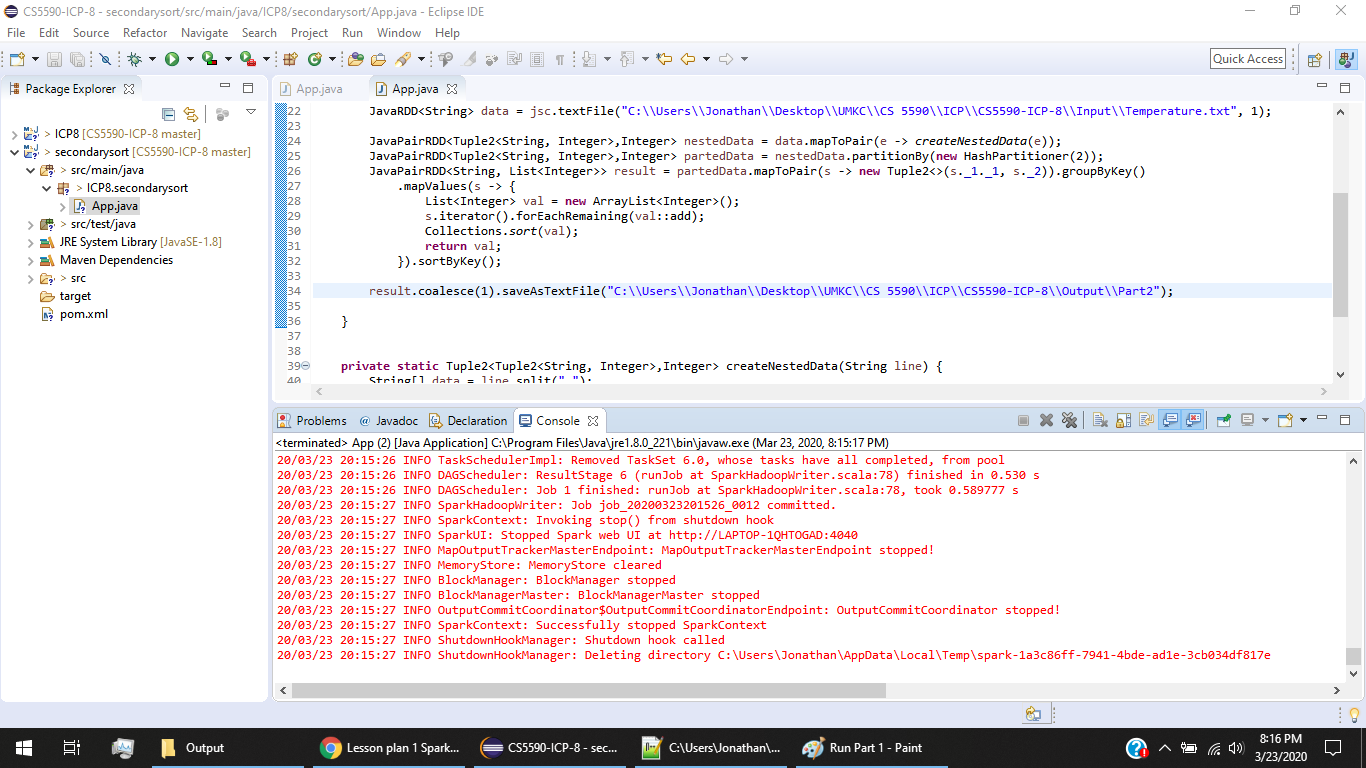 CS5590-ICP-8 - secondarysort/src/main/java/ICP8/secondarysort/App.java - Eclipse IDE
File Edit Source Refactor Navigate Search Project Run Window Help
Quick Access
Package Explorer
> ICP8 [CS5590-ICP-8 master]
> secondarysort [CS5590-ICP-8 master]
> src/main/java
> ICP8.secondarysort
App.java
> src/test/java
JRE System Library [JavaSE-1.8]
Maven Dependencies
> src
target
pom.xml
App.java App.java
22 JavaRDD<String> data = jsc.textFile("C:\\Users\\Jonathan\\Desktop\\UMKC\\CS 5590\\ICP\\CS5590-ICP-8\\Input\\Temperature.txt", 1);
23
24 JavaPairRDD<Tuple2<String, Integer>,Integer> nestedData = data.mapToPair(e -> createNestedData(e));
25 JavaPairRDD<Tuple2<String, Integer>,Integer> partedData = nestedData.partitionBy(new HashPartitioner(2));
26 JavaPairRDD<String, List<Integer>> result = partedData.mapToPair(s -> new Tuple2<>(s._1._1, s._2)).groupByKey()
27 .mapValues(s -> {
28 List<Integer> val = new ArrayList<Integer>();
29 s.iterator().forEachRemaining(val::add);
30 Collections.sort(val);
31 return val;
32 }).sortByKey();
33
34 result.coalesce(1).saveAsTextFile("C:\\Users\\Jonathan\\Desktop\\UMKC\\CS 5590\\ICP\\CS5590-ICP-8\\Output\\Part2");
35
36 }
37
38
39 private static Tuple2<Tuple2<String, Integer>,Integer> createNestedData(String line) {
40 String[] data = line.split(" ");
Problems @ Javadoc Declaration Console
<terminated> App (2) [Java Application] C:\Program Files\Java\jre1.8.0_221\bin\javaw.exe (Mar 23, 2020, 8:15:17 PM)
20/03/23 20:15:26 INFO TaskSchedulerImpl: Removed TaskSet 6.0, whose tasks have all completed, from pool
20/03/23 20:15:26 INFO DAGScheduler: ResultStage 6 (runJob at SparkHadoopWriter.scala:78) finished in 0.530 s
20/03/23 20:15:26 INFO DAGScheduler: Job 1 finished: runJob at SparkHadoopWriter.scala:78, took 0.589777 s
20/03/23 20:15:27 INFO SparkHadoopWriter: Job job_20200323201526_0012 committed.
20/03/23 20:15:27 INFO SparkContext: Invoking stop() from shutdown hook
20/03/23 20:15:27 INFO SparkUI: Stopped Spark web UI at http://LAPTOP-1QHTOGAD:4040
20/03/23 20:15:27 INFO MapOutputTrackerMasterEndpoint: MapOutputTrackerMasterEndpoint stopped!
20/03/23 20:15:27 INFO MemoryStore: MemoryStore cleared
20/03/23 20:15:27 INFO BlockManager: BlockManager stopped
20/03/23 20:15:27 INFO BlockManagerMaster: BlockManagerMaster stopped
20/03/23 20:15:27 INFO OutputCommitCoordinator$OutputCommitCoordinatorEndpoint: OutputCommitCoordinator stopped!
20/03/23 20:15:27 INFO SparkContext: Successfully stopped SparkContext
20/03/23 20:15:27 INFO ShutdownHookManager: Shutdown hook called
20/03/23 20:15:27 INFO ShutdownHookManager: Deleting directory C:\Users\Jonathan\AppData\Local\Temp\spark-1a3c86ff-7941-4bde-ad1e-3cb034df817e
Output Lesson plan 1 Spark... CS5590-ICP-8 - sec... C:\Users\Jonathan\... Run Part 1 - Paint
8:16 PM
3/23/2020